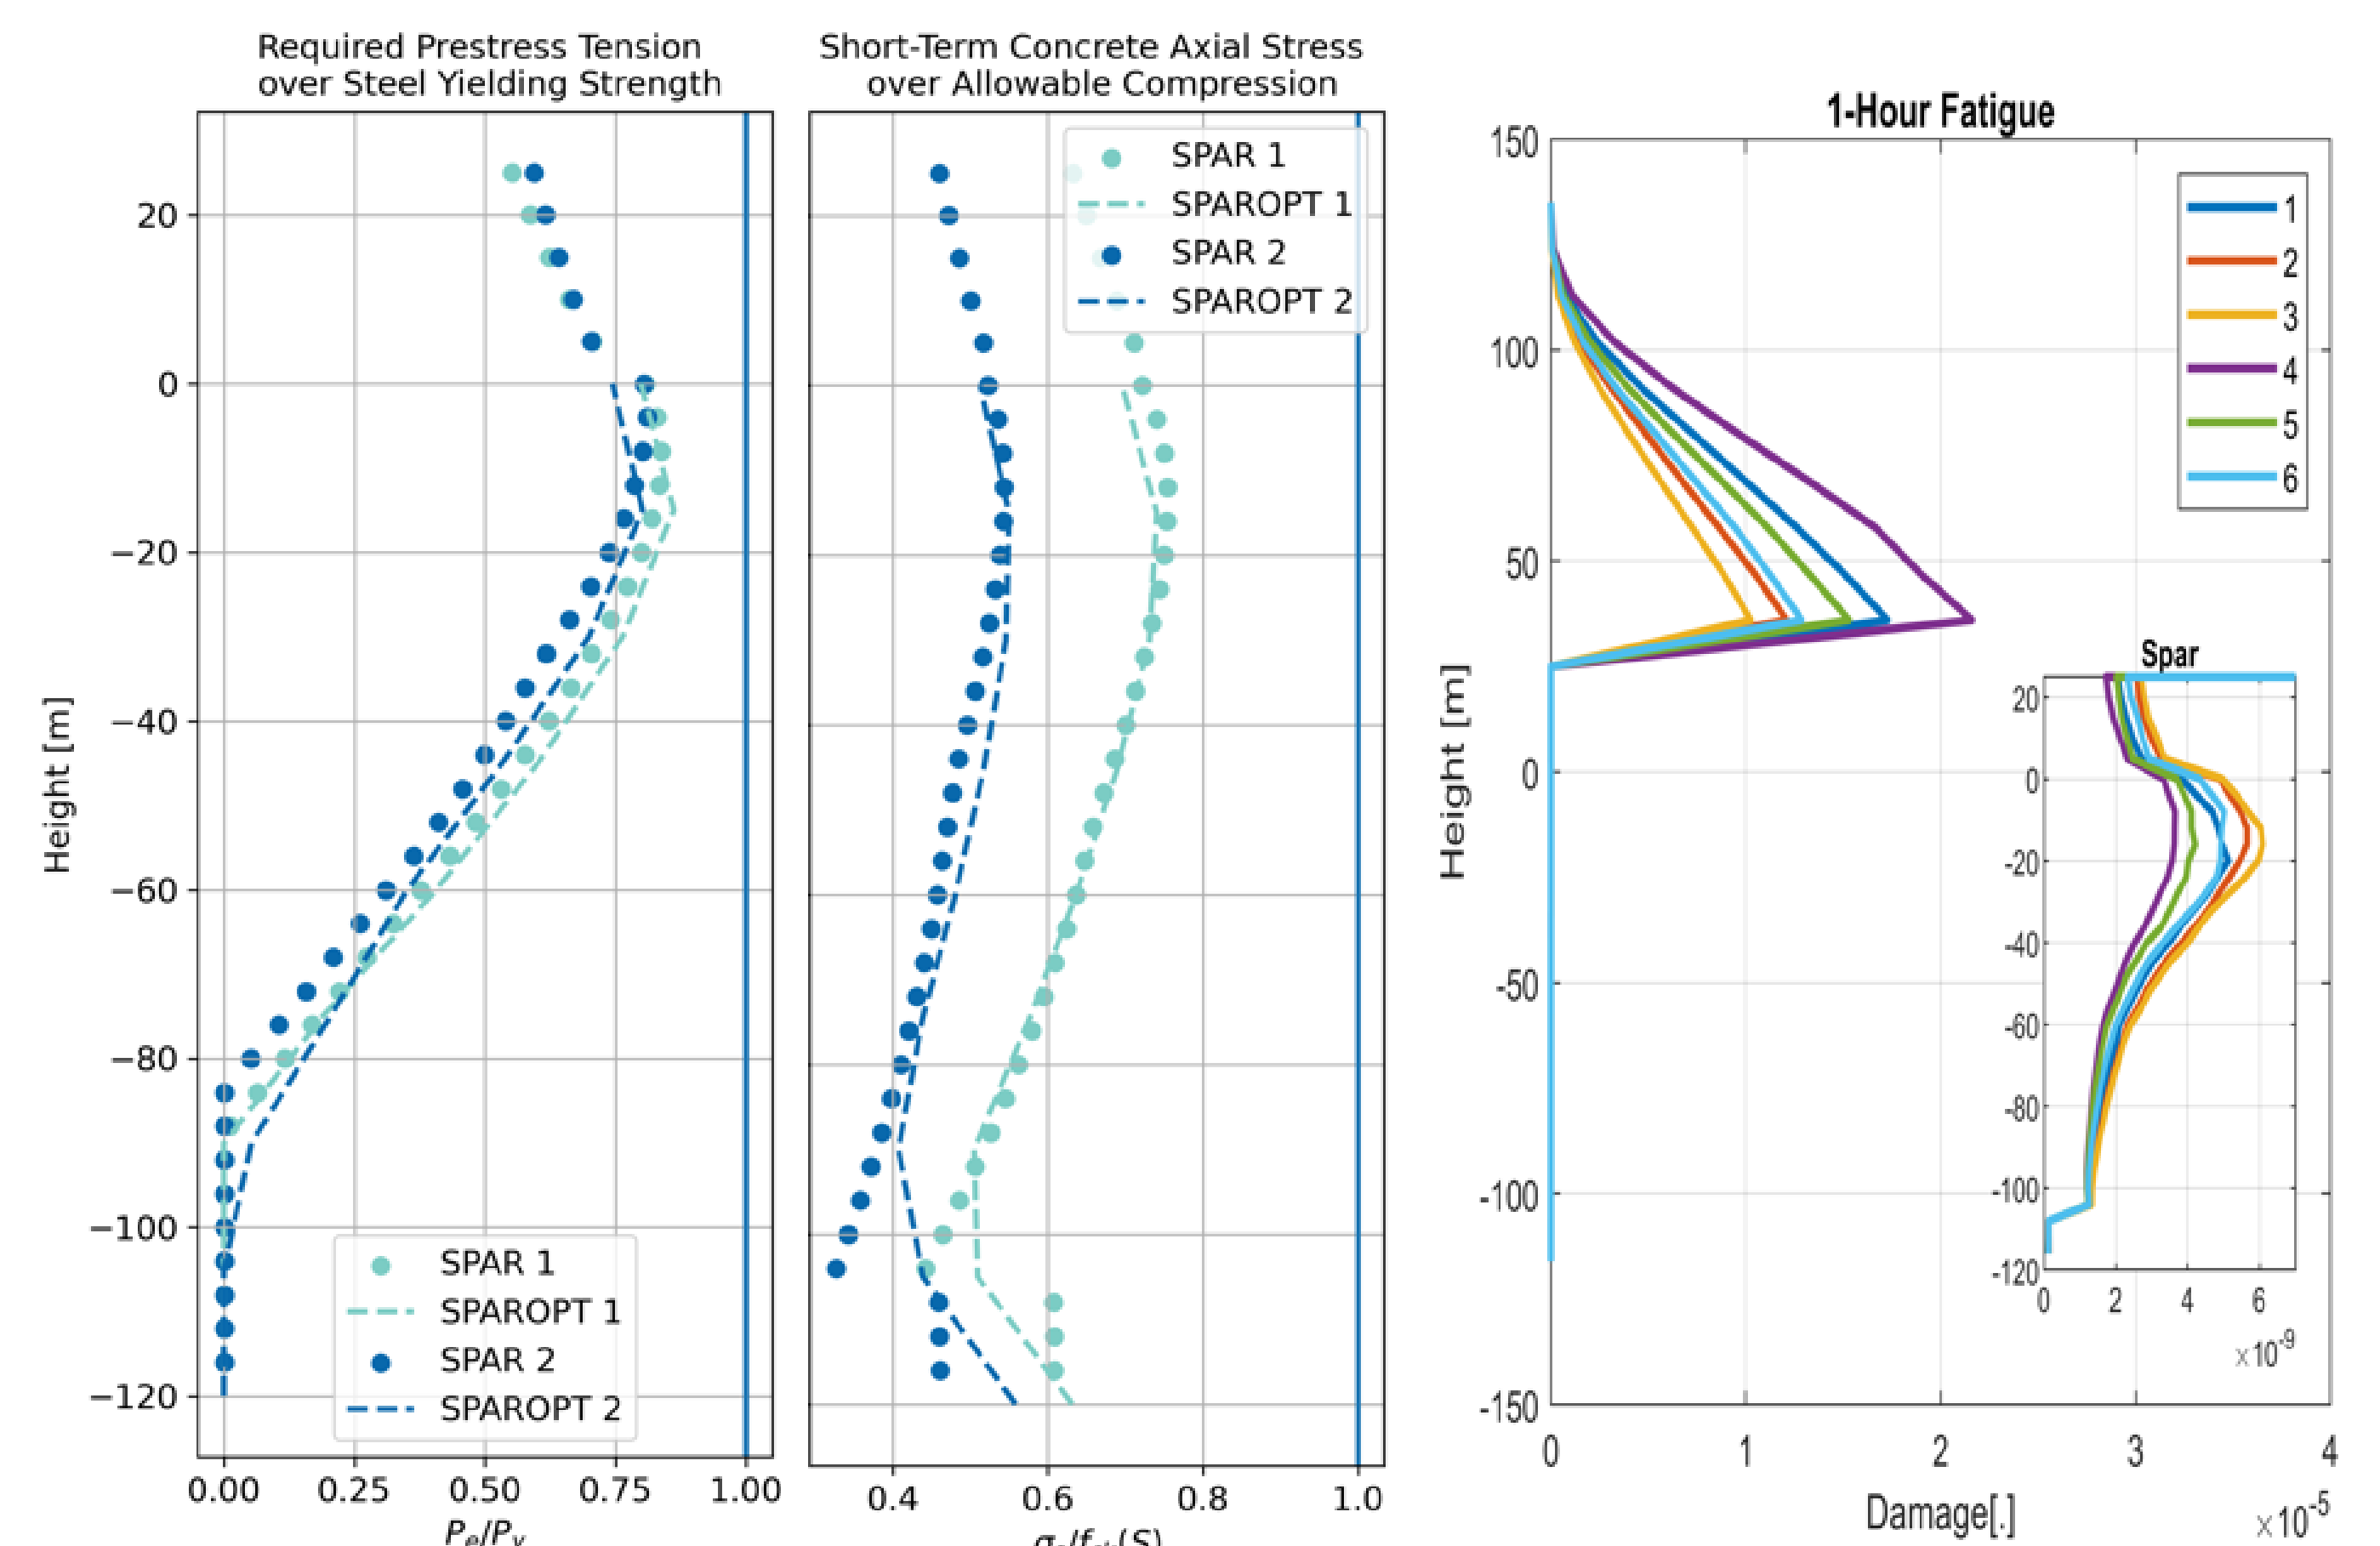 Required Prestress Tension
over Steel Yielding Strength
20
0
−20
−40
−60
−80
−100
−120
Height [m]
SPAR 1
SPAROPT 1
SPAR 2
SPAROPT 2
0.00 0.25 0.50 0.75 1.00
Pe/Py
Short-Term Concrete Axial Stress
over Allowable Compression
SPAR 1
SPAROPT 1
SPAR 2
SPAROPT 2
0.4 0.6 0.8 1.0
1-Hour Fatigue
150
100
50
0
-50
-100
-150
Height [m]
1
2
3
4
5
6
Spar
20
0
-20
-40
-60
-80
-100
-120
0 2 4 6
×10-9
0 1 2 3 4
Damage[.]
×10-5